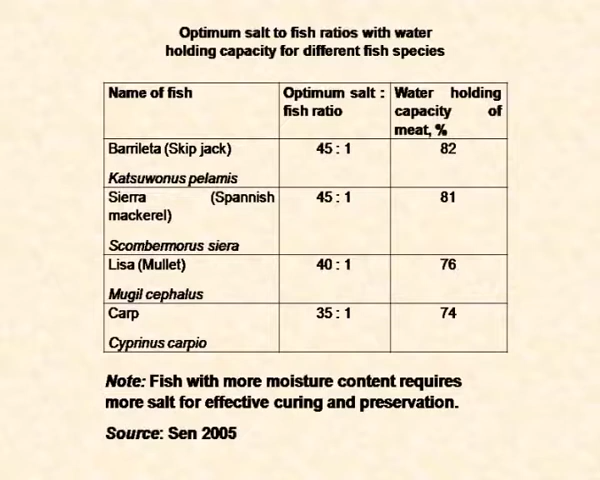 Optimum salt to fish ratios with water
holding capacity for different fish species
Name of fish
Optimum salt :
fish ratio
Water holding
capacity of
meat, %
Barrileta (Skip jack)
Katsuwonus pelamis
45 : 1
82
Sierra (Spannish
mackerel)
Scombermorus siera
45 : 1
81
Lisa (Mullet)
Mugil cephalus
40 : 1
76
Carp
Cyprinus carpio
35 : 1
74
Note: Fish with more moisture content requires
more salt for effective curing and preservation.
Source: Sen 2005